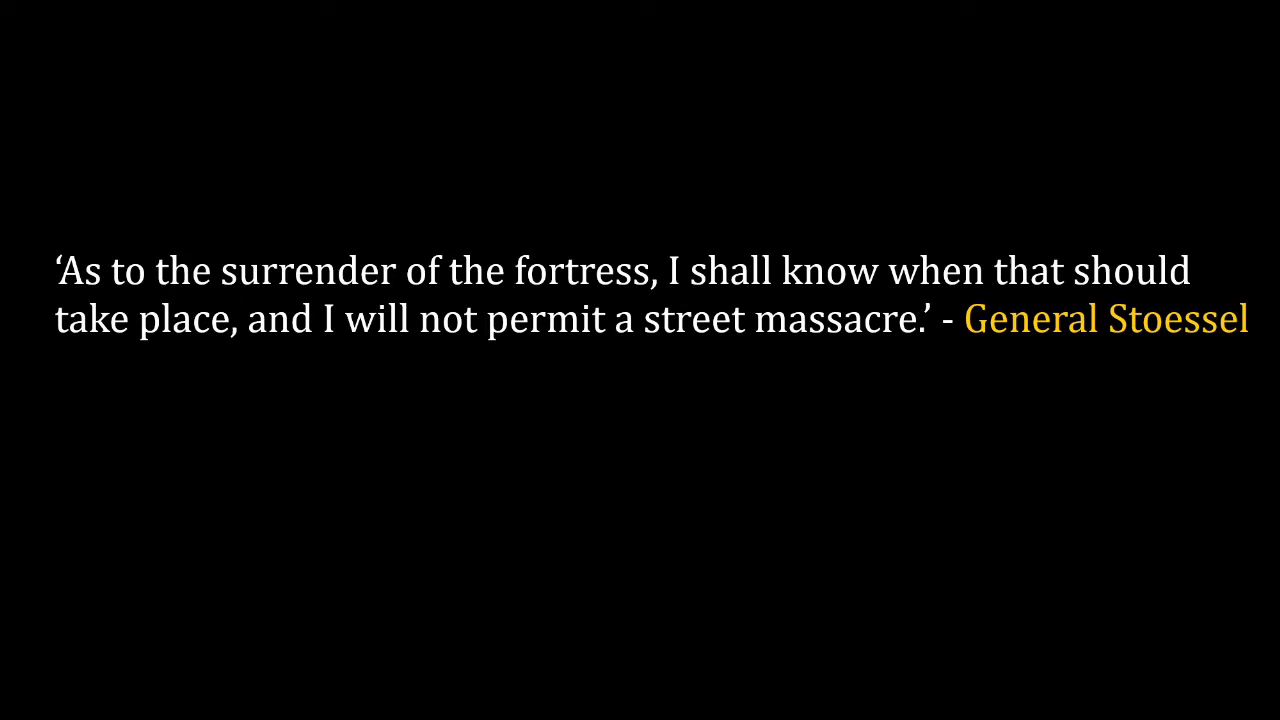 ‘As to the surrender of the fortress, I shall know when that should
take place, and I will not permit a street massacre.’ - General Stoessel